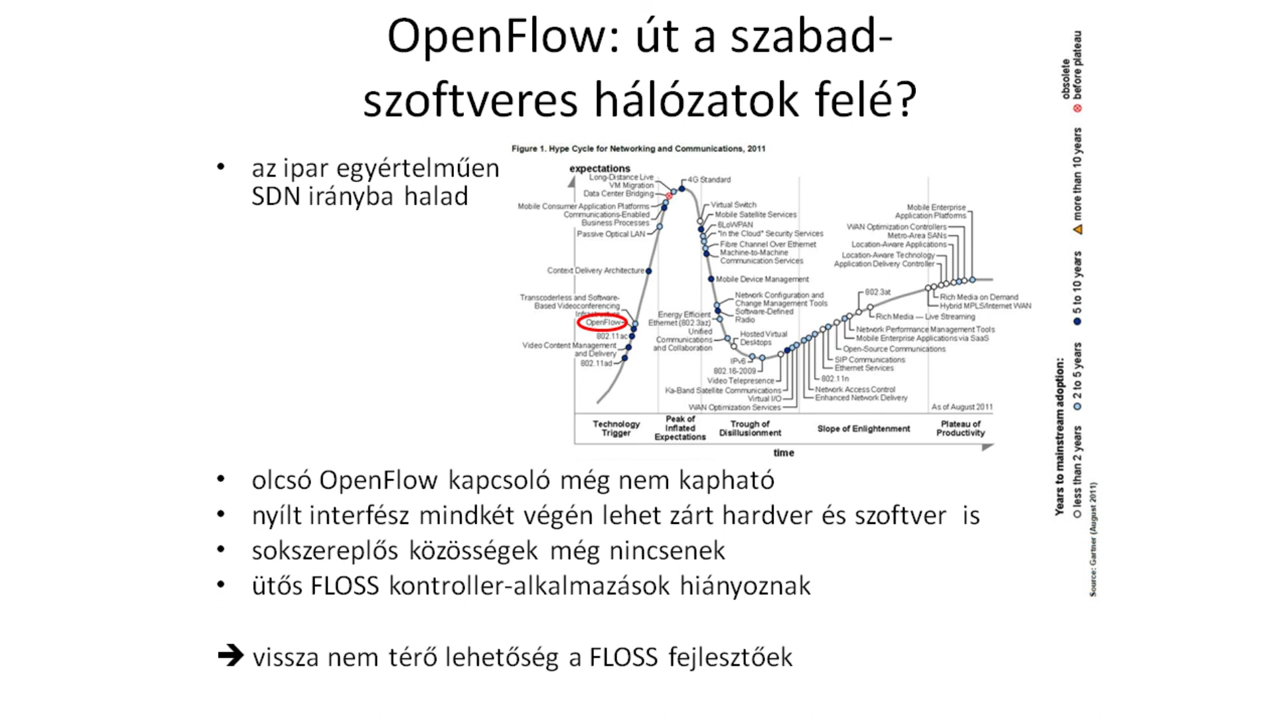 OpenFlow: út a szabad-
szoftveres hálózatok felé?
• az ipar egyértelműen
SDN irányba halad
Figure 1. Hype Cycle for Networking and Communications, 2011
expectations
Long-Distance Live
VM Migration
Data Center Bridging
Mobile Consumer Application Platforms
Communications-Enabled
Business Processes
Passive Optical LAN
Context Delivery Architecture
Transcoderless and Software-
Based Videoconferencing
Infrastructure
OpenFlow
802.11ac
Video Content Management
and Delivery
802.11ad
4G Standard
Virtual Switch
Mobile Satellite Services
6LoWPAN
"In the Cloud" Security Services
Fibre Channel Over Ethernet
Machine-to-Machine
Communication Services
Mobile Device Management
Network Configuration and
Change Management Tools
Software-Defined
Radio
Energy Efficient
Ethernet (802.3az)
Unified
Communications
and Collaboration
Hosted Virtual
Desktops
IPv6
802.16-2009
Video Telepresence
Ka-Band Satellite Communications
Virtual I/O
WAN Optimization Services
Mobile Enterprise
Application Platforms
WAN Optimization Controllers
Metro-Area SANs
Location-Aware Applications
Location-Aware Technology
Application Delivery Controller
802.3at
Rich Media on Demand
Hybrid MPLS/Internet WAN
Rich Media — Live Streaming
Network Performance Management Tools
Mobile Enterprise Applications via SaaS
Open-Source Communications
SIP Communications
Ethernet Services
802.11n
Network Access Control
Enhanced Network Delivery
As of August 2011
Technology
Trigger
Peak of
Inflated
Expectations
Trough of
Disillusionment
Slope of Enlightenment
Plateau of
Productivity
time
Years to mainstream adoption:
less than 2 years
2 to 5 years
5 to 10 years
more than 10 years
obsolete
before plateau
Source: Gartner (August 2011)
• olcsó OpenFlow kapcsoló még nem kapható
• nyílt interfész mindkét végén lehet zárt hardver és szoftver is
• sokszereplős közösségek még nincsenek
• ütős FLOSS kontroller-alkalmazások hiányoznak
➔ vissza nem térő lehetőség a FLOSS fejlesztőek